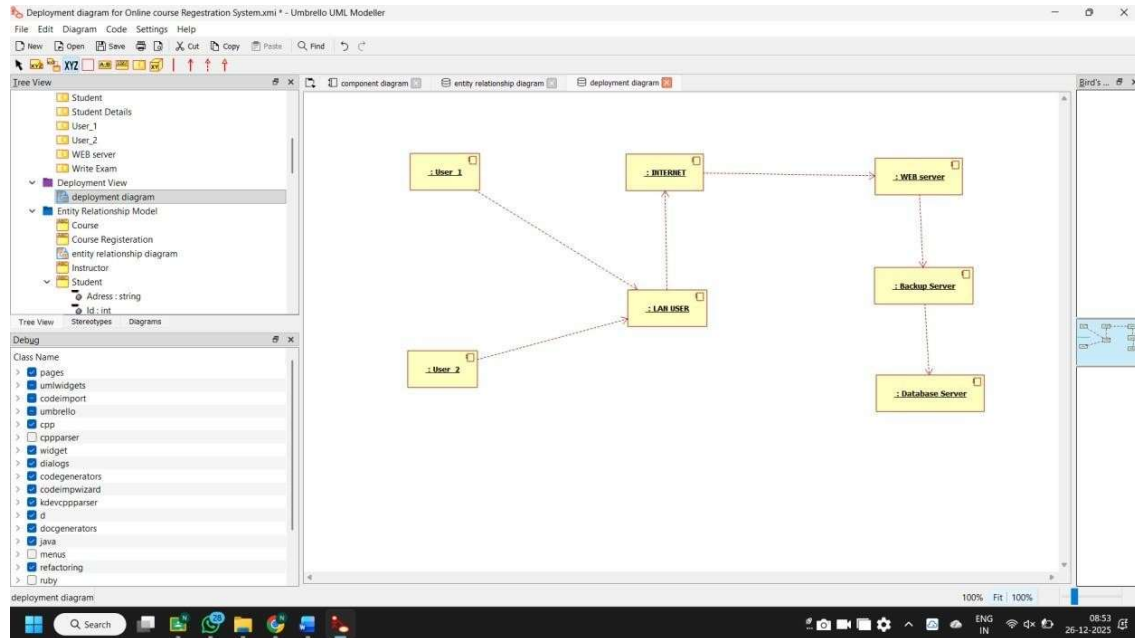 Deployment diagram for Online course Regestration System.xmi * - Umbrello UML Modeller
File Edit Diagram Code Settings Help
New Open Save Cut Copy Paste Find
XYZ
Tree View
component diagram entity relationship diagram deployment diagram
Bird's ...
Student
Student Details
User_1
User_2
WEB server
Write Exam
Deployment View
deployment diagram
Entity Relationship Model
Course
Course Registeration
entity relationship diagram
Instructor
Student
Adress : string
Id : int
Tree View Stereotypes Diagrams
Debug
Class Name
pages
umlwidgets
codeimport
umbrello
cpp
cppparser
widget
dialogs
codegenerators
codeimpwizard
kdevcppparser
d
docgenerators
java
menus
refactoring
ruby
: User_1
: INTERNET
: WEB server
: Backup Server
: LAN USER
: User_2
: Database Server
deployment diagram
100% Fit 100%
Search
28
ENG
IN
08:53
26-12-2025